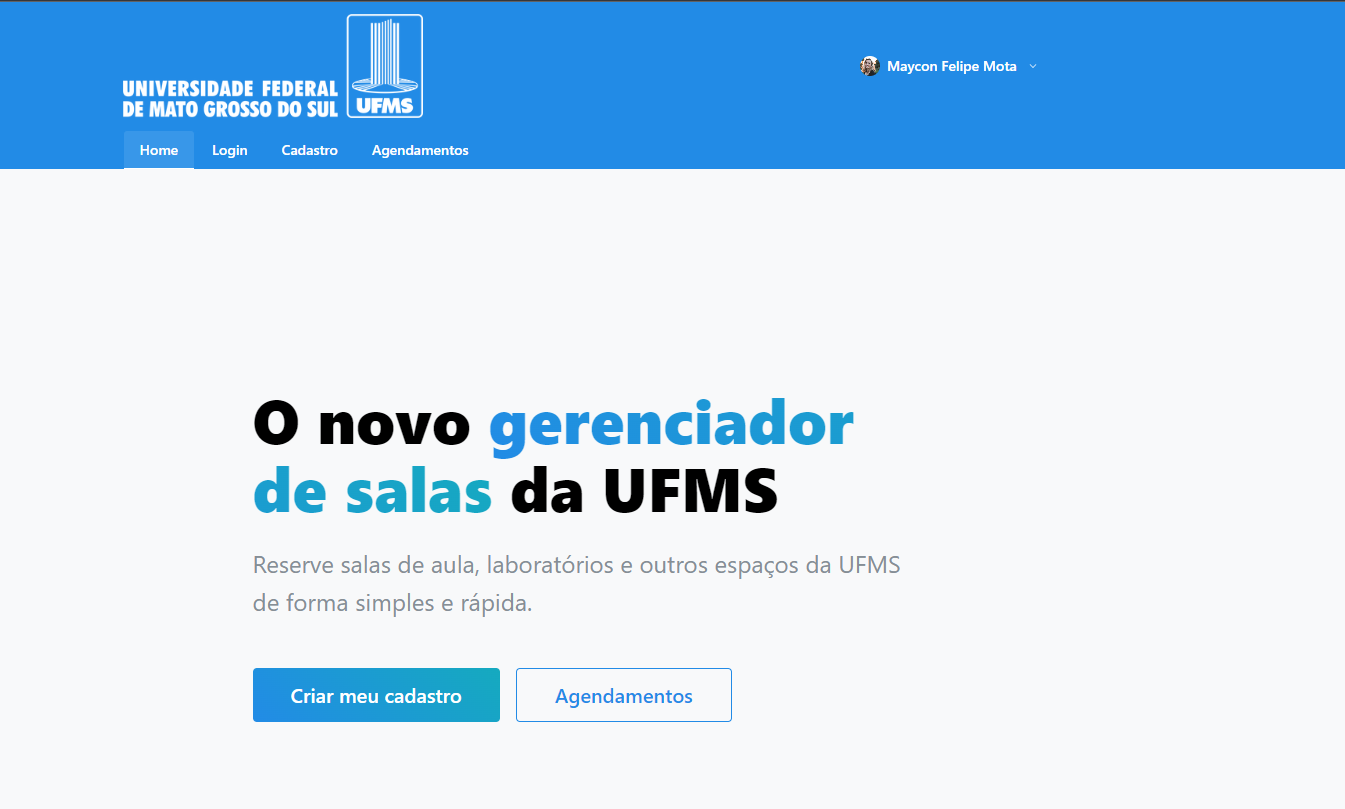 UNIVERSIDADE FEDERAL
DE MATO GROSSO DO SUL
UFMS
Maycon Felipe Mota
Home
Login
Cadastro
Agendamentos
O novo gerenciador
de salas da UFMS
Reserve salas de aula, laboratórios e outros espaços da UFMS
de forma simples e rápida.
Criar meu cadastro
Agendamentos